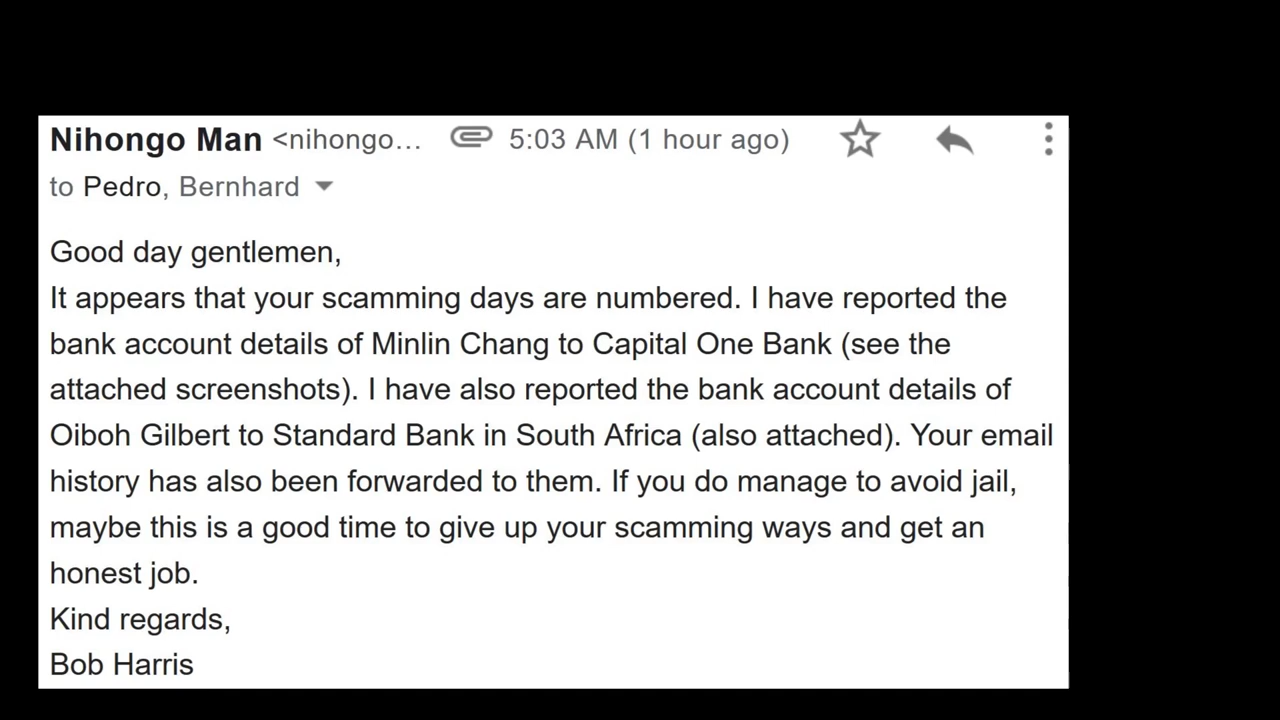 Nihongo Man <nihongo... 5:03 AM (1 hour ago)
to Pedro, Bernhard
Good day gentlemen,
It appears that your scamming days are numbered. I have reported the
bank account details of Minlin Chang to Capital One Bank (see the
attached screenshots). I have also reported the bank account details of
Oiboh Gilbert to Standard Bank in South Africa (also attached). Your email
history has also been forwarded to them. If you do manage to avoid jail,
maybe this is a good time to give up your scamming ways and get an
honest job.
Kind regards,
Bob Harris